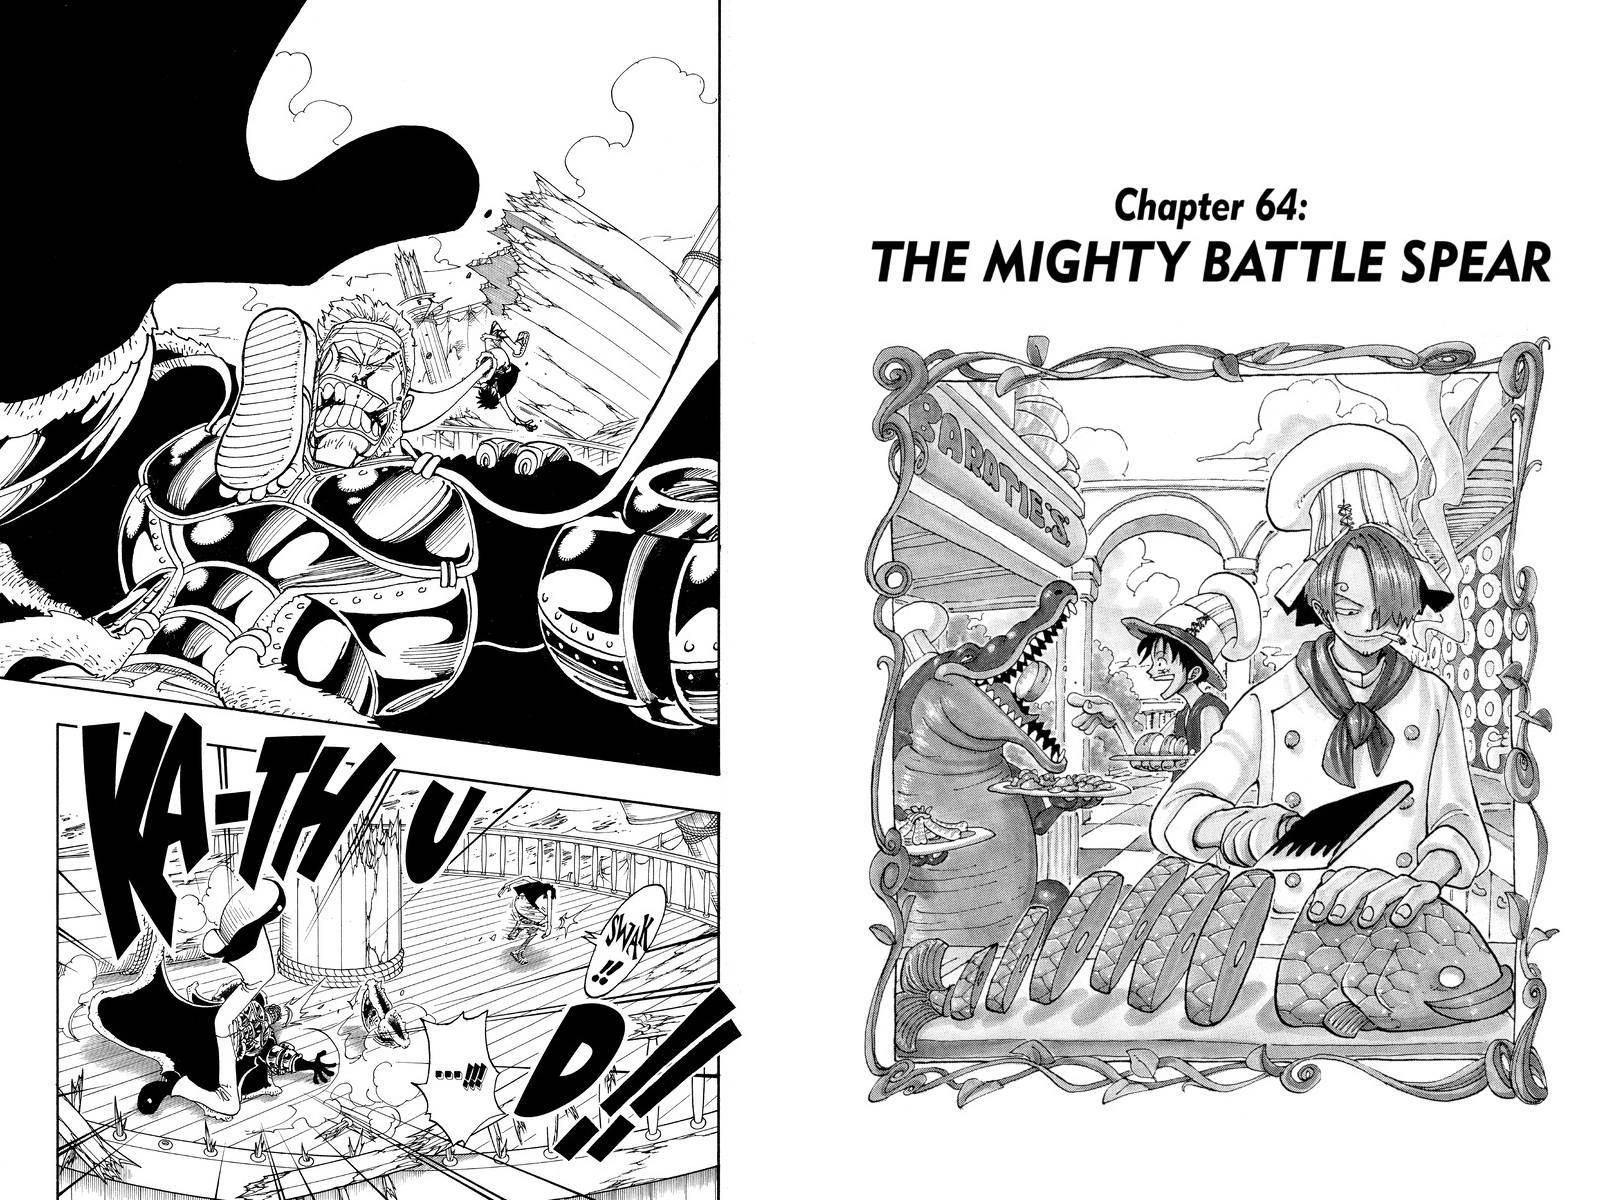 Chapter 64:
THE MIGHTY BATTLE SPEAR
BARATIE'S
KA-THU
D!!
SWAK
!!
...!!!